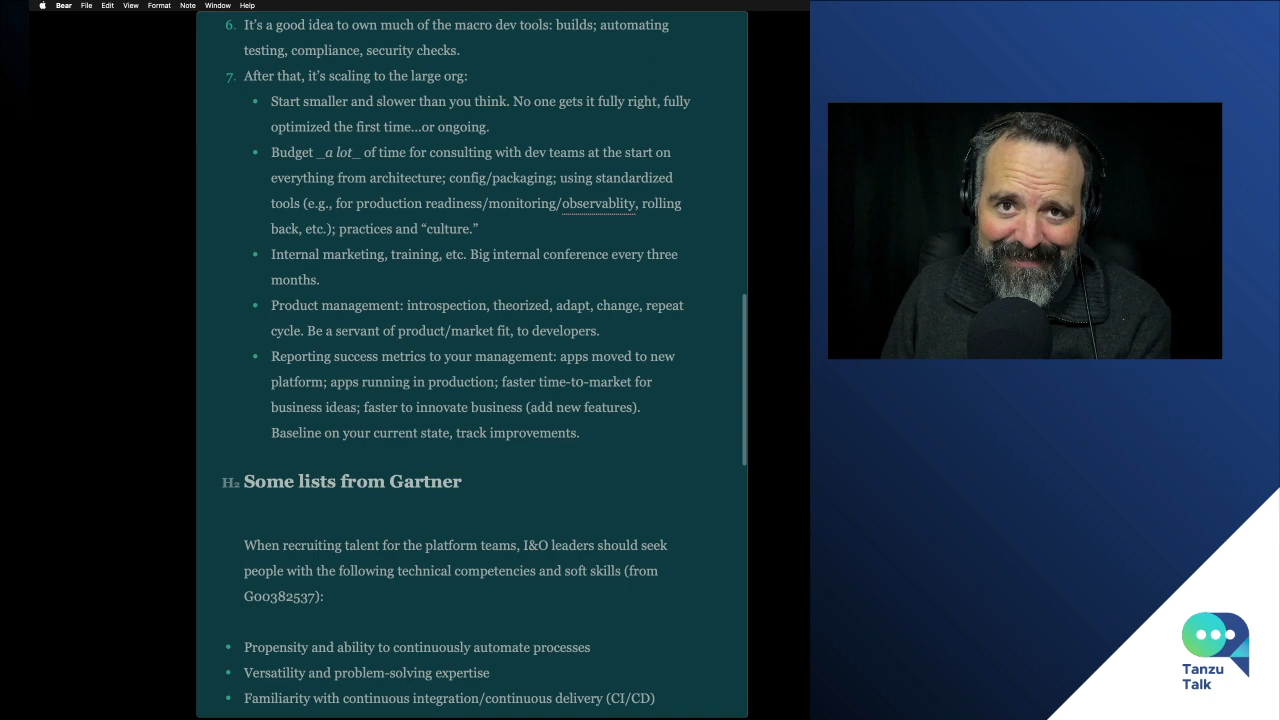 Bear File Edit View Format Note Window Help
6. It's a good idea to own much of the macro dev tools: builds; automating
testing, compliance, security checks.
7. After that, it's scaling to the large org:
• Start smaller and slower than you think. No one gets it fully right, fully
optimized the first time...or ongoing.
• Budget _a lot_ of time for consulting with dev teams at the start on
everything from architecture; config/packaging; using standardized
tools (e.g., for production readiness/monitoring/observablity, rolling
back, etc.); practices and “culture.”
• Internal marketing, training, etc. Big internal conference every three
months.
• Product management: introspection, theorized, adapt, change, repeat
cycle. Be a servant of product/market fit, to developers.
• Reporting success metrics to your management: apps moved to new
platform; apps running in production; faster time-t0-market for
business ideas; faster to innovate business (add new features).
Baseline on your current state, track improvements.
H2 Some lists from Gartner
When recruiting talent for the platform teams, I&O leaders should seek
people with the following technical competencies and soft skills (from
G00382537):
• Propensity and ability to continuously automate processes
• Versatility and problem-solving expertise
• Familiarity with continuous integration/continuous delivery (CI/CD)
Tanzu
Talk